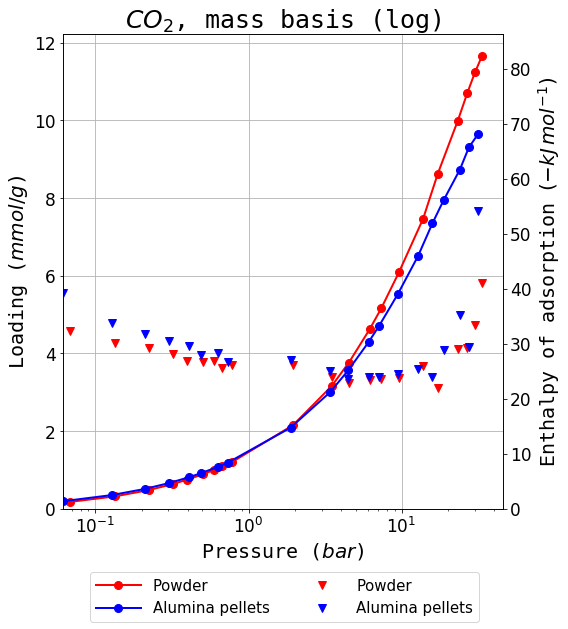 CO₂, mass basis (log)
Loading (mmol/g)
12
10
8
6
4
2
0
Enthalpy of adsorption (−kJ mol⁻¹)
80
70
60
50
40
30
20
10
0
10⁻¹ 10⁰ 10¹
Pressure (bar)
Powder Powder
Alumina pellets Alumina pellets